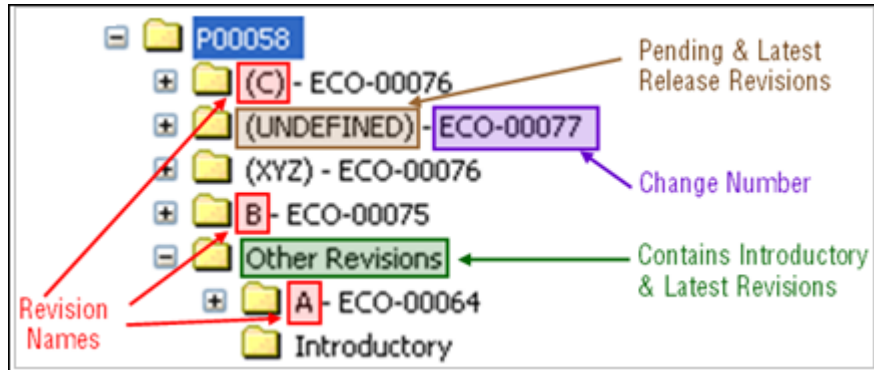 P00058
(C) - ECO-00076
(UNDEFINED) - ECO-00077
(XYZ) - ECO-00076
B - ECO-00075
Other Revisions
A - ECO-00064
Introductory
Pending & Latest
Release Revisions
Change Number
Contains Introductory
& Latest Revisions
Revision
Names